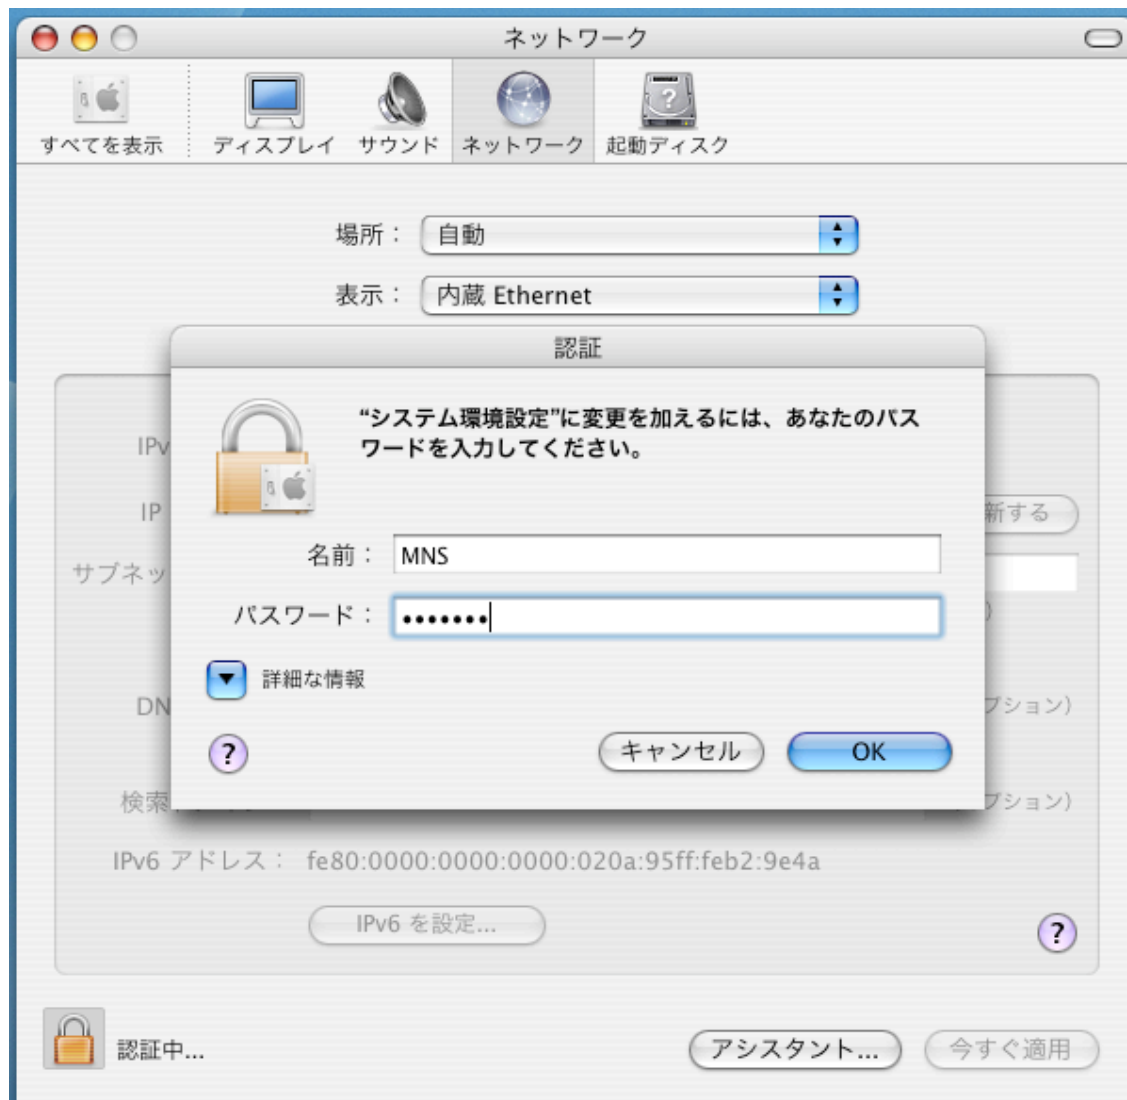 ネットワーク
すべてを表示 ディスプレイ サウンド ネットワーク 起動ディスク
場所： 自動
表示： 内蔵 Ethernet
認証
“システム環境設定”に変更を加えるには、あなたのパス
ワードを入力してください。
IPv
IP 新する
名前： MNS
サブネッ
パスワード： •••••••
)
詳細な情報
DN プション)
?
キャンセル OK
検索 プション)
IPv6 アドレス： fe80:0000:0000:0000:020a:95ff:feb2:9e4a
IPv6 を設定...
?
認証中...
アシスタント... 今すぐ適用